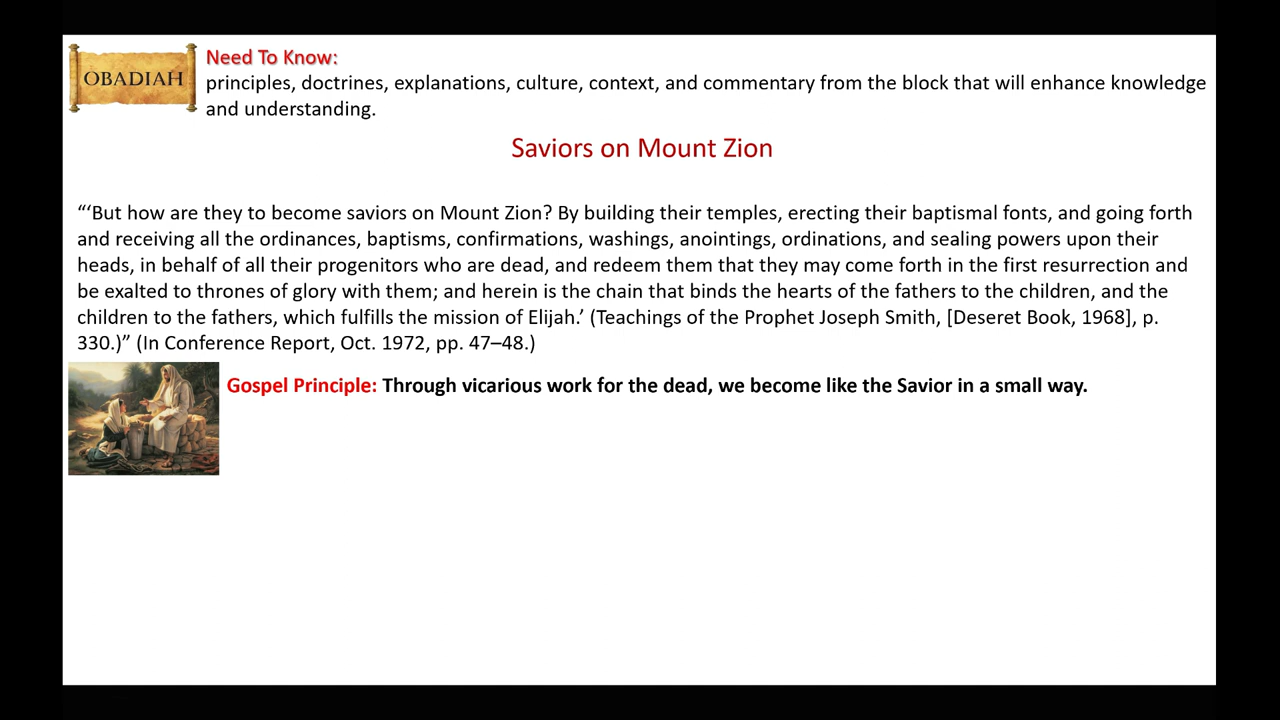 OBADIAH
Need To Know:
principles, doctrines, explanations, culture, context, and commentary from the block that will enhance knowledge
and understanding.
Saviors on Mount Zion
“‘But how are they to become saviors on Mount Zion? By building their temples, erecting their baptismal fonts, and going forth
and receiving all the ordinances, baptisms, confirmations, washings, anointings, ordinations, and sealing powers upon their
heads, in behalf of all their progenitors who are dead, and redeem them that they may come forth in the first resurrection and
be exalted to thrones of glory with them; and herein is the chain that binds the hearts of the fathers to the children, and the
children to the fathers, which fulfills the mission of Elijah.’ (Teachings of the Prophet Joseph Smith, [Deseret Book, 1968], p.
330.)” (In Conference Report, Oct. 1972, pp. 47–48.)
Gospel Principle: Through vicarious work for the dead, we become like the Savior in a small way.